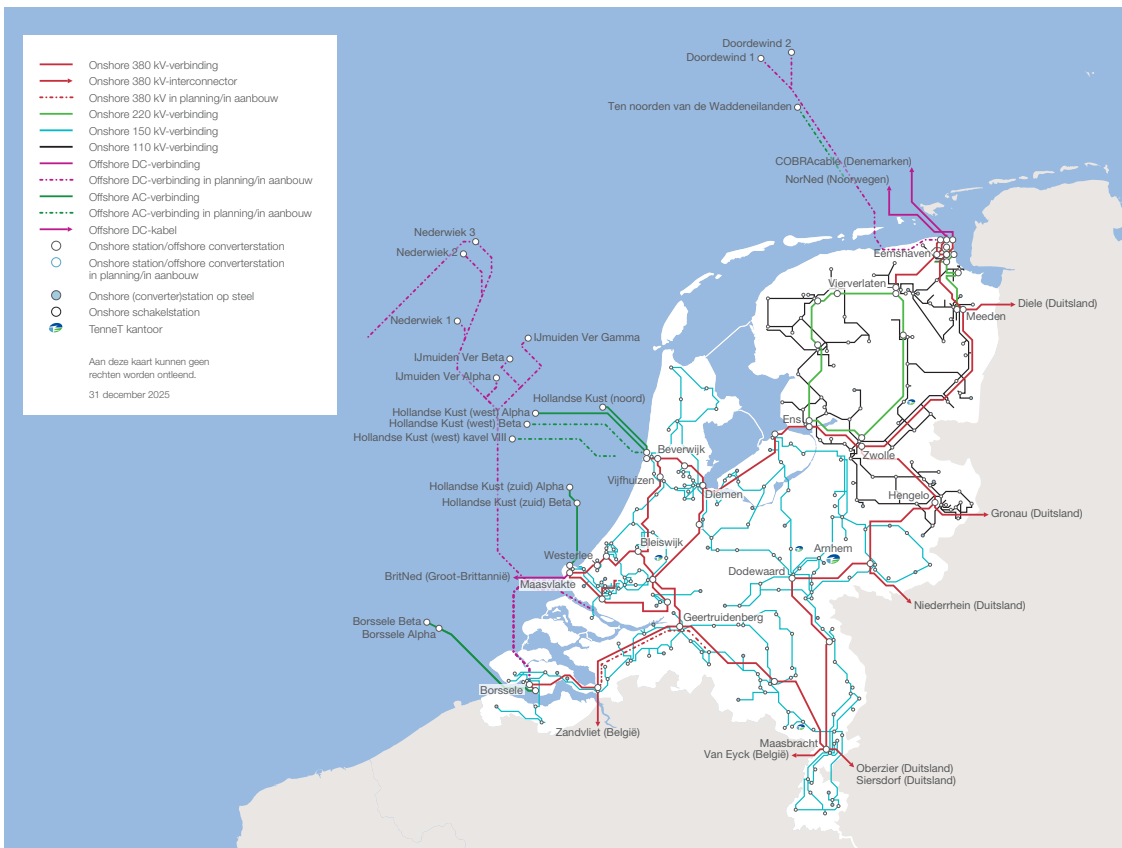 Onshore 380 kV-verbinding
Onshore 380 kV-interconnector
Onshore 380 kV in planning/in aanbouw
Onshore 220 kV-verbinding
Onshore 150 kV-verbinding
Onshore 110 kV-verbinding
Offshore DC-verbinding
Offshore DC-verbinding in planning/in aanbouw
Offshore AC-verbinding
Offshore AC-verbinding in planning/in aanbouw
Offshore DC-kabel
Onshore station/offshore converterstation
Onshore station/offshore converterstation
in planning/in aanbouw
Onshore (converter)station op steel
Onshore schakelstation
TenneT kantoor
Aan deze kaart kunnen geen
rechten worden ontleend.
31 december 2025
Doordewind 2
Doordewind 1
Ten noorden van de Waddeneilanden
COBRAcable (Denemarken)
NorNed (Noorwegen)
Nederwiek 3
Nederwiek 2
Eemshaven
Vierverlaten
Diele (Duitsland)
Meeden
Nederwiek 1
IJmuiden Ver Gamma
IJmuiden Ver Beta
IJmuiden Ver Alpha
Hollandse Kust (noord)
Hollandse Kust (west) Alpha
Hollandse Kust (west) Beta
Hollandse Kust (west) kavel VIII
Ens
Beverwijk
Zwolle
Vijfhuizen
Hollandse Kust (zuid) Alpha
Hollandse Kust (zuid) Beta
Diemen
Hengelo
Gronau (Duitsland)
Bleiswijk
Arnhem
Westerlee
Dodewaard
BritNed (Groot-Brittannië)
Maasvlakte
Niederrhein (Duitsland)
Borssele Beta
Borssele Alpha
Geertruidenberg
Borssele
Zandvliet (België)
Maasbracht
Van Eyck (België)
Oberzier (Duitsland)
Siersdorf (Duitsland)